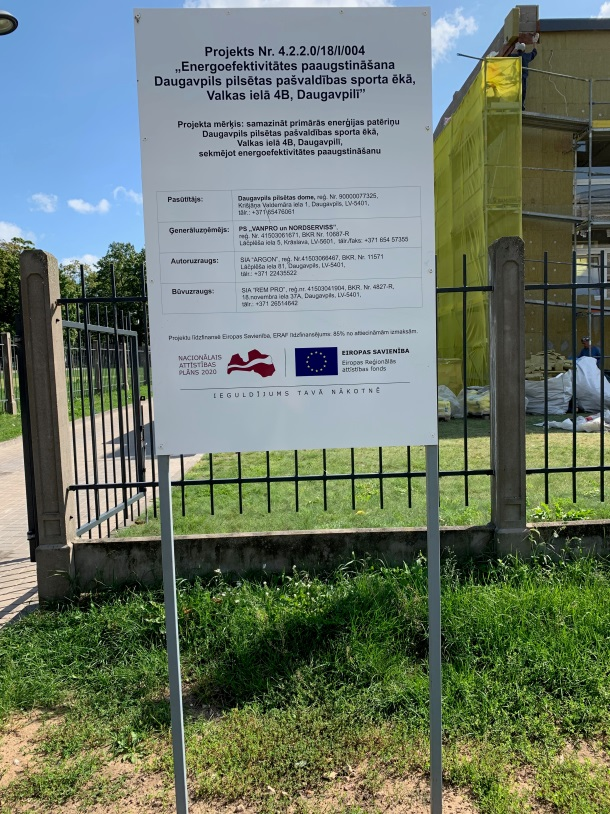 Projekts Nr. 4.2.2.0/18/I/004
„Energoefektivitātes paaugstināšana
Daugavpils pilsētas pašvaldības sporta ēkā,
Valkas ielā 4B, Daugavpilī”
Projekta mērķis: samazināt primārās enerģijas patēriņu
Daugavpils pilsētas pašvaldības sporta ēkā,
Valkas ielā 4B, Daugavpilī,
sekmējot energoefektivitātes paaugstināšanu
Pasūtītājs: Daugavpils pilsētas dome, reģ. Nr. 90000077325,
Krišjāņa Valdemāra iela 1, Daugavpils, LV-5401,
tālr.: +371 65476061
Ģenerāluzņēmējs: PS „VANPRO un NORDSERVISS”
reģ. Nr. 41503081671, BKR Nr. 10687-R
Lāčplēša iela 5, Krāslava, LV-5601, tālr./faks: +371 654 57355
Autoruzraugs: SIA “ARGON”, reģ. Nr.41503066467, BKR Nr. 11571
Lāčplēša iela 81, Daugavpils, LV-5401,
tālr.: +371 22435522
Būvuzraugs: SIA “REM PRO”, reģ.nr. 41503041904, BKR Nr. 4827-R,
18.novembra iela 37A, Daugavpils, LV-5401,
tālr.: +371 26514642
Projektu līdzfinansē Eiropas Savienība, ERAF līdzfinansējums: 85% no attiecināmām izmaksām.
NACIONĀLAIS
ATTĪSTĪBAS
PLĀNS 2020
EIROPAS SAVIENĪBA
Eiropas Reģionālās
attīstības fonds
IEGULDĪJUMS TAVĀ NĀKOTNĒ